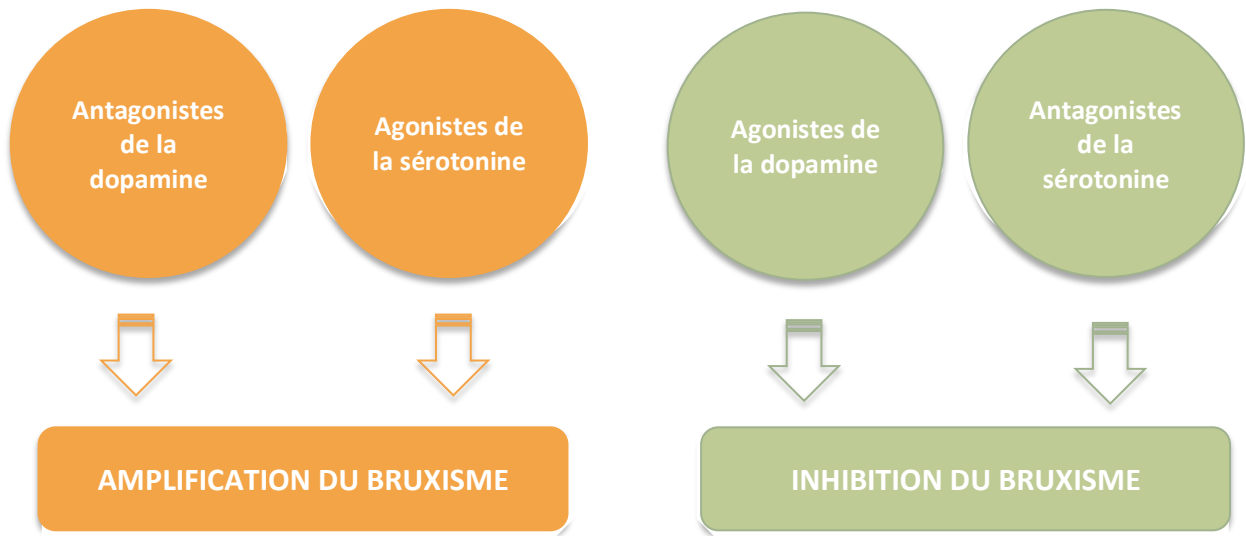 Antagonistes
de la
dopamine
Agonistes de
la sérotonine
Agonistes de
la dopamine
Antagonistes
de la
sérotonine
AMPLIFICATION DU BRUXISME
INHIBITION DU BRUXISME